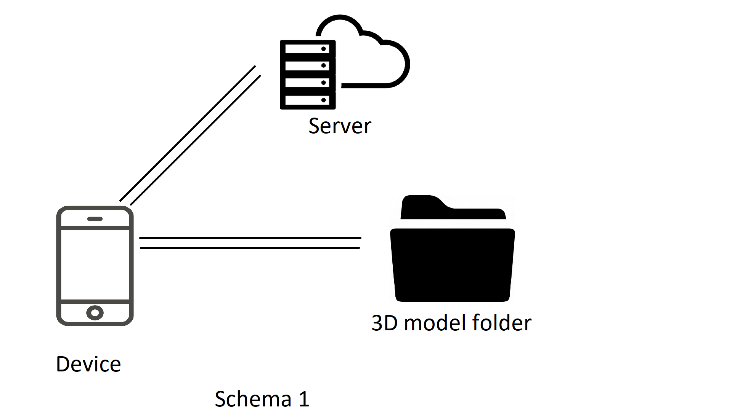 Server
3D model folder
Device
Schema 1